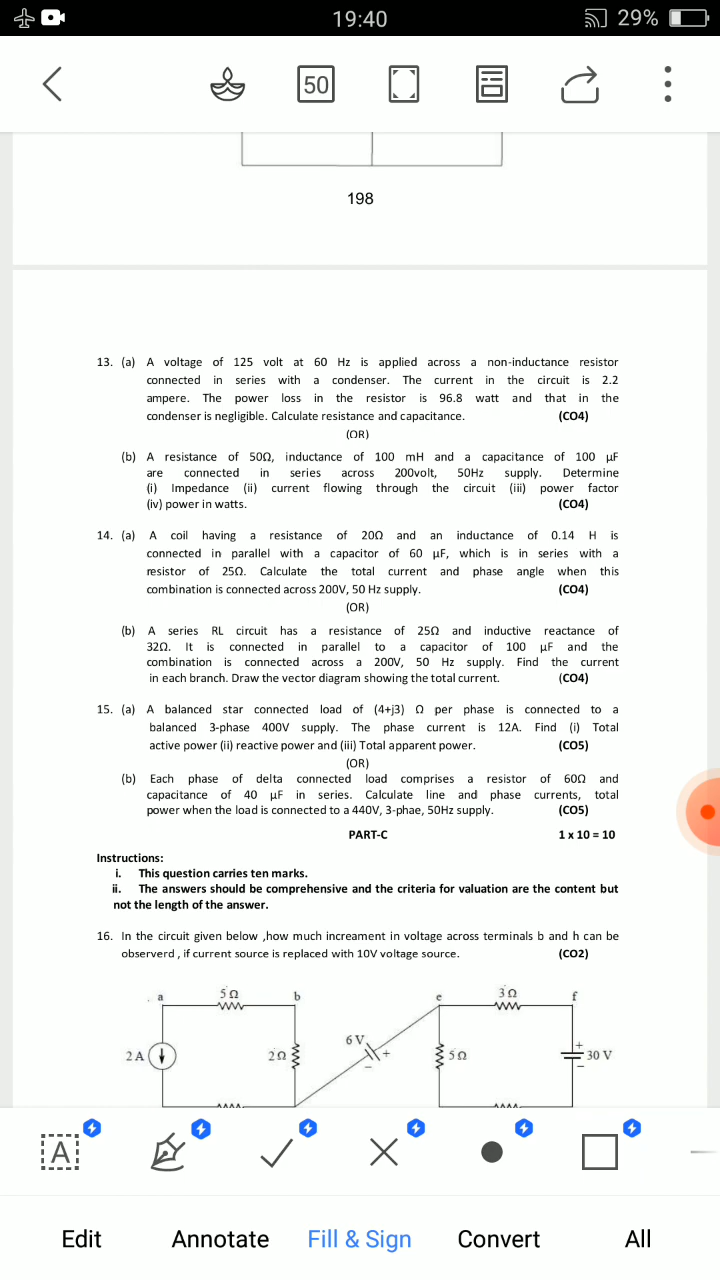 19:40
29%
50
198
13. (a) A voltage of 125 volt at 60 Hz is applied across a non-inductance resistor
connected in series with a condenser. The current in the circuit is 2.2
ampere. The power loss in the resistor is 96.8 watt and that in the
condenser is negligible. Calculate resistance and capacitance. (CO4)
(OR)
(b) A resistance of 50Ω, inductance of 100 mH and a capacitance of 100 μF
are connected in series across 200volt, 50Hz supply. Determine
(i) Impedance (ii) current flowing through the circuit (iii) power factor
(iv) power in watts. (CO4)
14. (a) A coil having a resistance of 20Ω and an inductance of 0.14 H is
connected in parallel with a capacitor of 60 μF, which is in series with a
resistor of 25Ω. Calculate the total current and phase angle when this
combination is connected across 200V, 50 Hz supply. (CO4)
(OR)
(b) A series RL circuit has a resistance of 25Ω and inductive reactance of
32Ω. It is connected in parallel to a capacitor of 100 μF and the
combination is connected across a 200V, 50 Hz supply. Find the current
in each branch. Draw the vector diagram showing the total current. (CO4)
15. (a) A balanced star connected load of (4+j3) Ω per phase is connected to a
balanced 3-phase 400V supply. The phase current is 12A. Find (i) Total
active power (ii) reactive power and (iii) Total apparent power. (CO5)
(OR)
(b) Each phase of delta connected load comprises a resistor of 60Ω and
capacitance of 40 μF in series. Calculate line and phase currents, total
power when the load is connected to a 440V, 3-phae, 50Hz supply. (CO5)
PART-C 1 x 10 = 10
Instructions:
i. This question carries ten marks.
ii. The answers should be comprehensive and the criteria for valuation are the content but
not the length of the answer.
16. In the circuit given below ,how much increament in voltage across terminals b and h can be
observerd , if current source is replaced with 10V voltage source. (CO2)
a 5Ω b e 3Ω f
2A 2Ω 6V + − 5Ω + 30 V −
A
Edit Annotate Fill & Sign Convert All